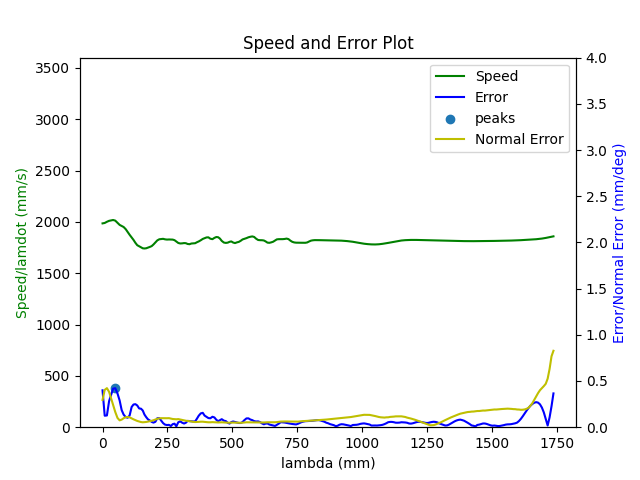 Speed and Error Plot
Speed/lamdot (mm/s)
3500
3000
2500
2000
1500
1000
500
0
Speed
Error
peaks
Normal Error
4.0
3.5
3.0
2.5
2.0
1.5
1.0
0.5
0.0
Error/Normal Error (mm/deg)
0 250 500 750 1000 1250 1500 1750
lambda (mm)